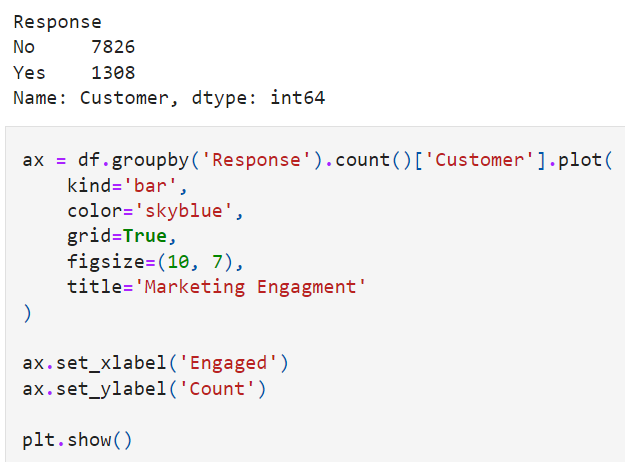 Response
No     7826
Yes    1308
Name: Customer, dtype: int64
ax = df.groupby('Response').count()['Customer'].plot(
    kind='bar',
    color='skyblue',
    grid=True,
    figsize=(10, 7),
    title='Marketing Engagment'
)
ax.set_xlabel('Engaged')
ax.set_ylabel('Count')
plt.show()